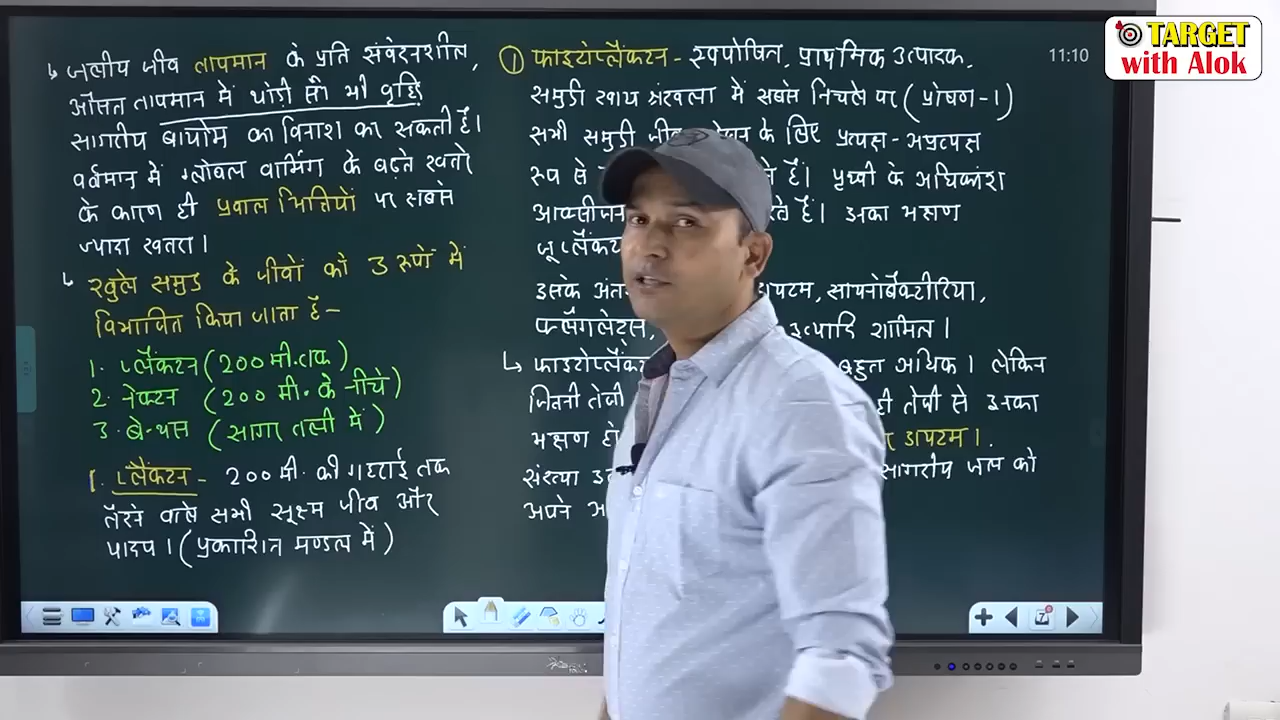 ↳ जलीय जीव तापमान के प्रति संवेदनशील,
औसत तापमान में थोड़ी सी भी वृद्धि
सागरीय बायोम का विनाश कर सकती है।
वर्तमान में ग्लोबल वार्मिंग के बढ़ते खतरे
के कारण ही प्रवाल भित्तियों पर सबसे
ज्यादा खतरा।
↳ खुले समुद्र के जीवों को 3 रूपों में
विभाजित किया जाता है-
1. प्लैंकटन (200 मी. तक)
2. नेक्टन (200 मी. के नीचे)
3. बेन्थस (सागर तली में)
1. प्लैंकटन - 200 मी. की गहराई तक
तैरने वाले सभी सूक्ष्म जीव और
पादप। (प्रकाशित मण्डल में)
① फाइटोप्लैंकटन - स्वपोषित, प्राथमिक उत्पादक,
समुद्री खाद्य श्रंखला में सबसे निचले पर (पोषण-1)
सभी समुद्री के लिए प्रत्यक्ष-अप्रत्यक्ष
रूप से हैं। पृथ्वी के अधिकांश
आक्सीजन हैं। इनका भक्षण
जूप्लैंकटन
इसके डायटम, सायनोबैक्टीरिया,
फ्लैगलेट्स, इत्यादि शामिल।
↳ बहुत अधिक। लेकिन
जितनी तेजी ही तेजी से इनका
भक्षण डायटम।
संख्या सागरीय जल को
अपने
11:10
TARGET
with Alok